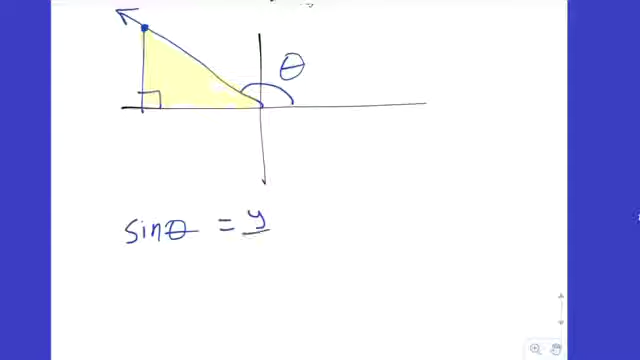 θ
sinθ = y